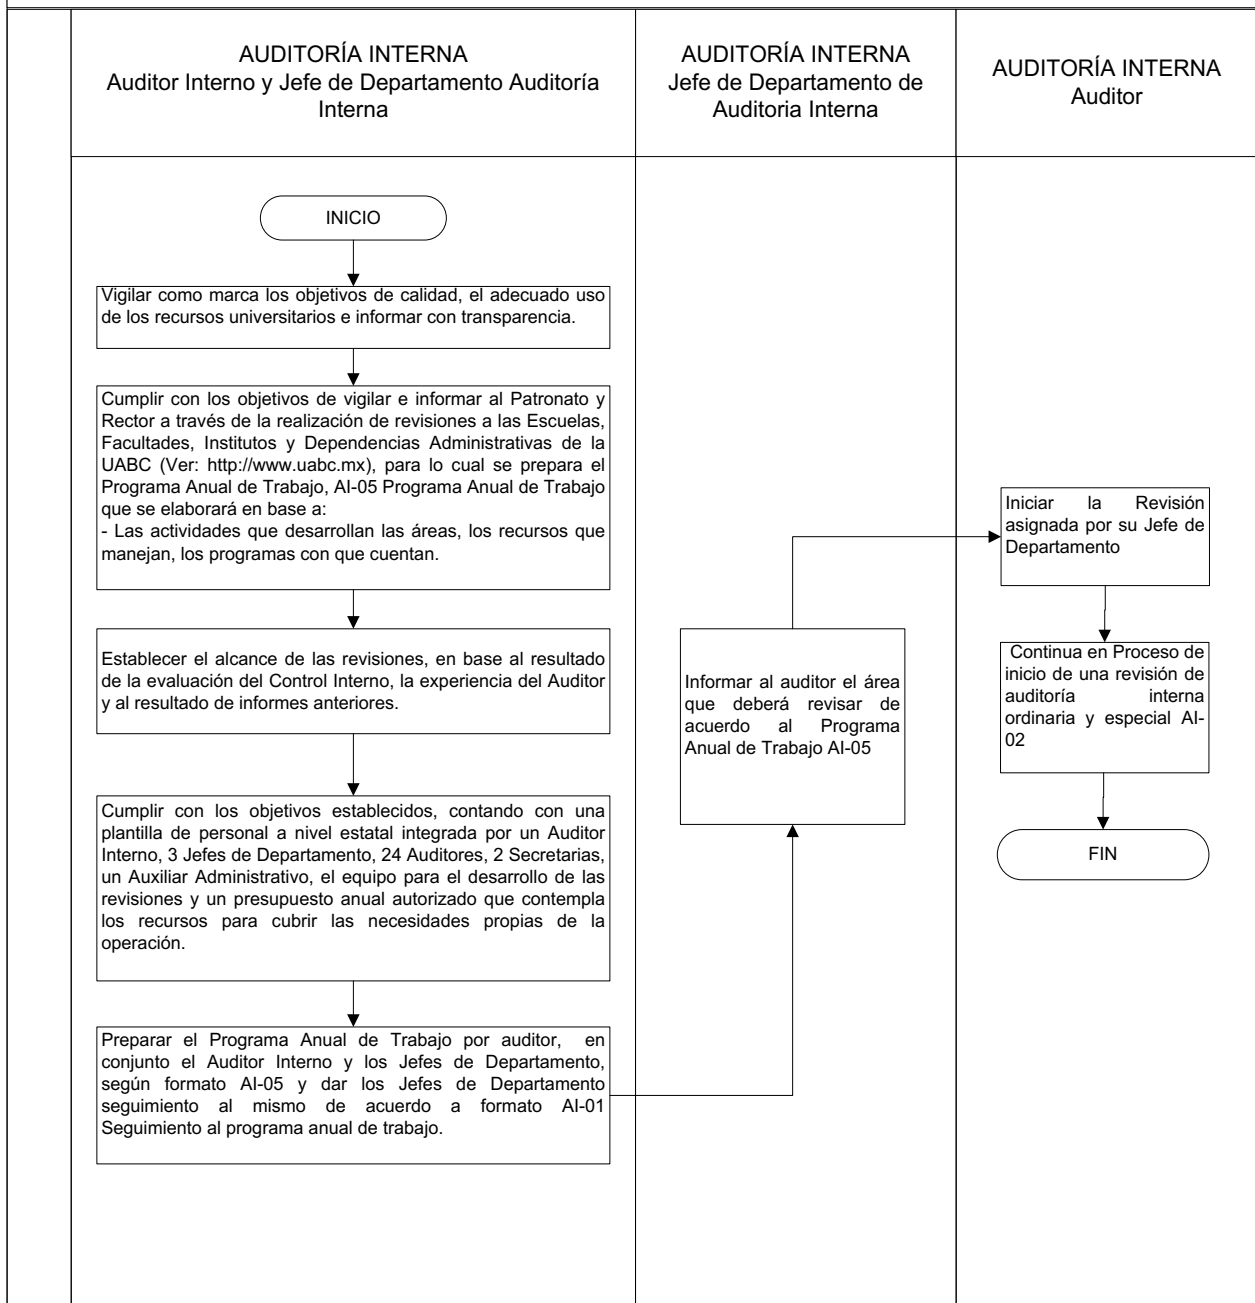 AUDITORÍA INTERNA
Auditor Interno y Jefe de Departamento Auditoría
Interna
AUDITORÍA INTERNA
Jefe de Departamento de
Auditoria Interna
AUDITORÍA INTERNA
Auditor
INICIO
Vigilar como marca los objetivos de calidad, el adecuado uso
de los recursos universitarios e informar con transparencia.
Cumplir con los objetivos de vigilar e informar al Patronato y
Rector a través de la realización de revisiones a las Escuelas,
Facultades, Institutos y Dependencias Administrativas de la
UABC (Ver: http://www.uabc.mx), para lo cual se prepara el
Programa Anual de Trabajo, AI-05 Programa Anual de Trabajo
que se elaborará en base a:
- Las actividades que desarrollan las áreas, los recursos que
manejan, los programas con que cuentan.
Establecer el alcance de las revisiones, en base al resultado
de la evaluación del Control Interno, la experiencia del Auditor
y al resultado de informes anteriores.
Cumplir con los objetivos establecidos, contando con una
plantilla de personal a nivel estatal integrada por un Auditor
Interno, 3 Jefes de Departamento, 24 Auditores, 2 Secretarias,
un Auxiliar Administrativo, el equipo para el desarrollo de las
revisiones y un presupuesto anual autorizado que contempla
los recursos para cubrir las necesidades propias de la
operación.
Preparar el Programa Anual de Trabajo por auditor, en
conjunto el Auditor Interno y los Jefes de Departamento,
según formato AI-05 y dar los Jefes de Departamento
seguimiento al mismo de acuerdo a formato AI-01
Seguimiento al programa anual de trabajo.
Informar al auditor el área
que deberá revisar de
acuerdo al Programa
Anual de Trabajo AI-05
Iniciar la Revisión
asignada por su Jefe de
Departamento
Continua en Proceso de
inicio de una revisión de
auditoría interna
ordinaria y especial AI-
02
FIN